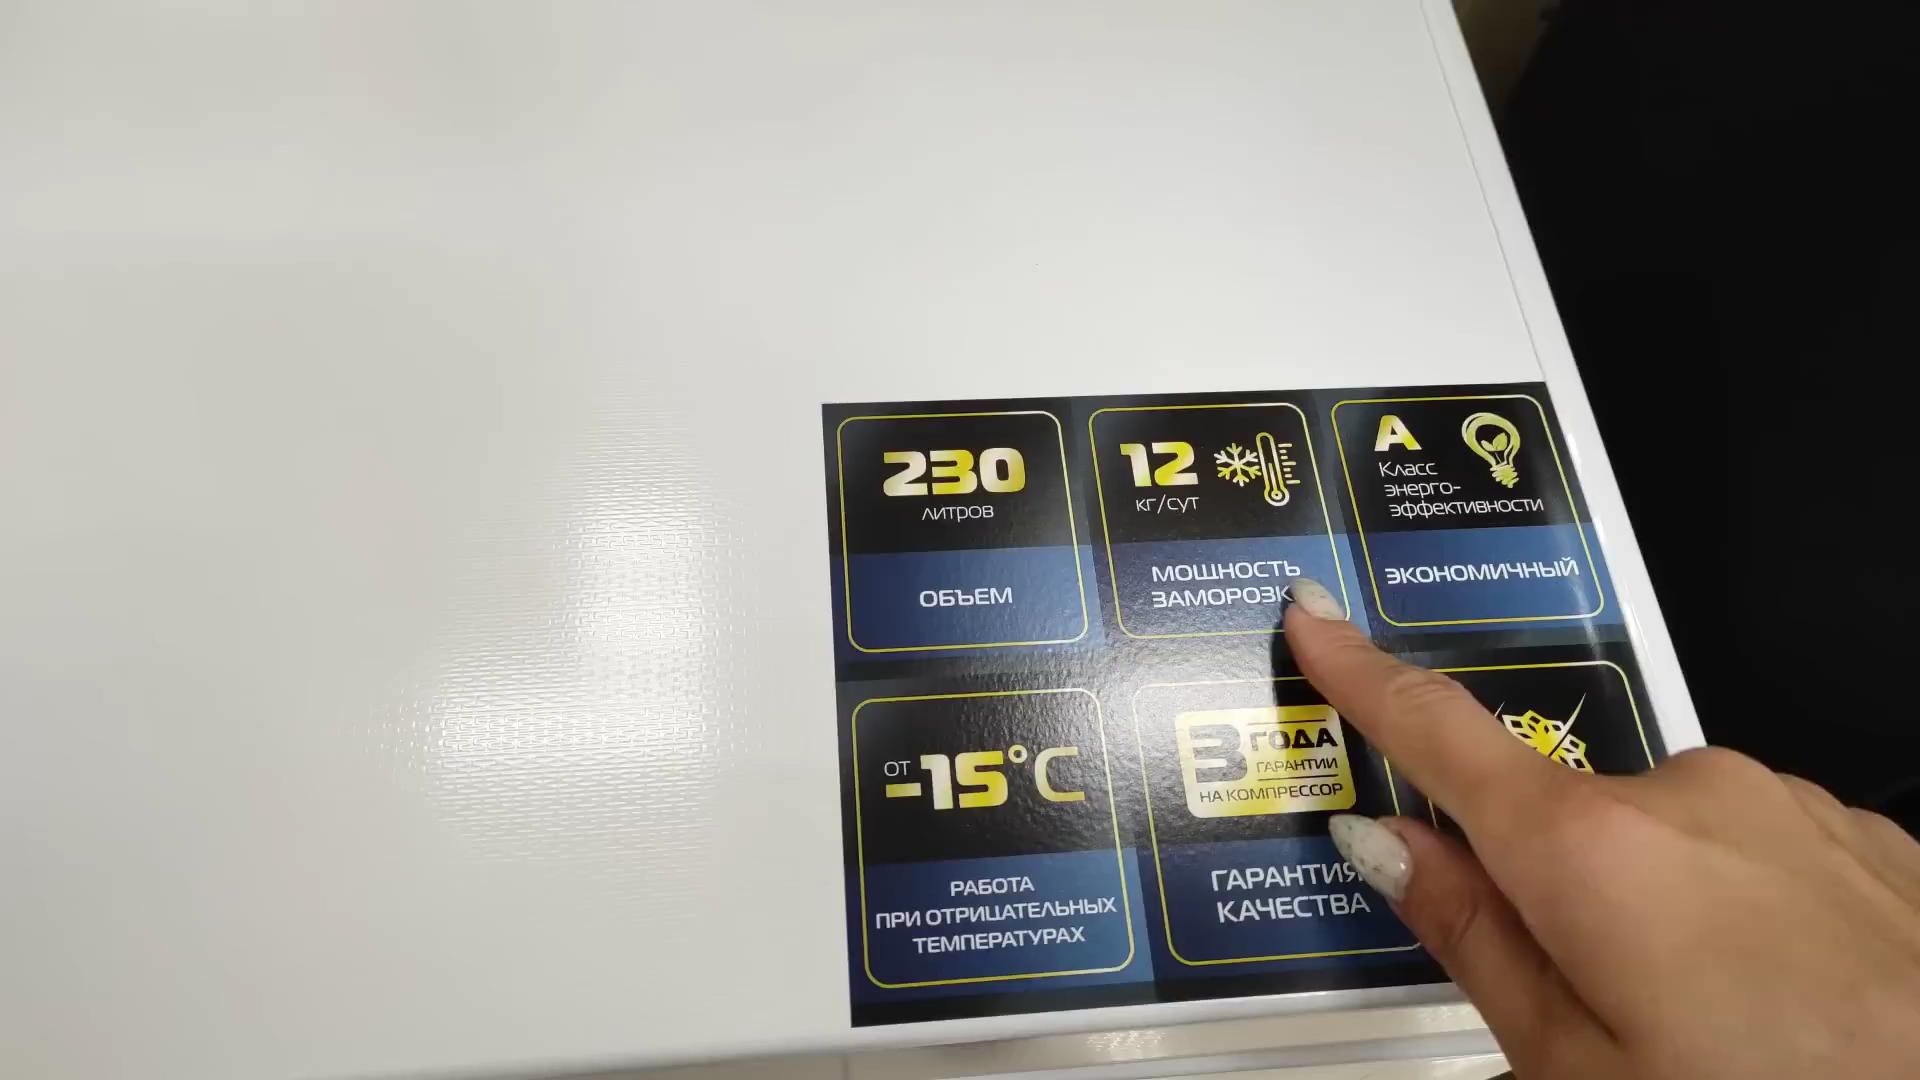 230
литров
ОБЪЕМ
12
кг/сут
МОЩНОСТЬ
A
Класс
энерго-
эффективности
ЭКОНОМИЧНЫЙ
от
-15°C
РАБОТА
ПРИ ОТРИЦАТЕЛЬНЫХ
ТЕМПЕРАТУРАХ
3 ГОДА
ГАРАНТИИ
НА КОМПРЕССОР
ГАРАНТИЯ
КАЧЕСТВА